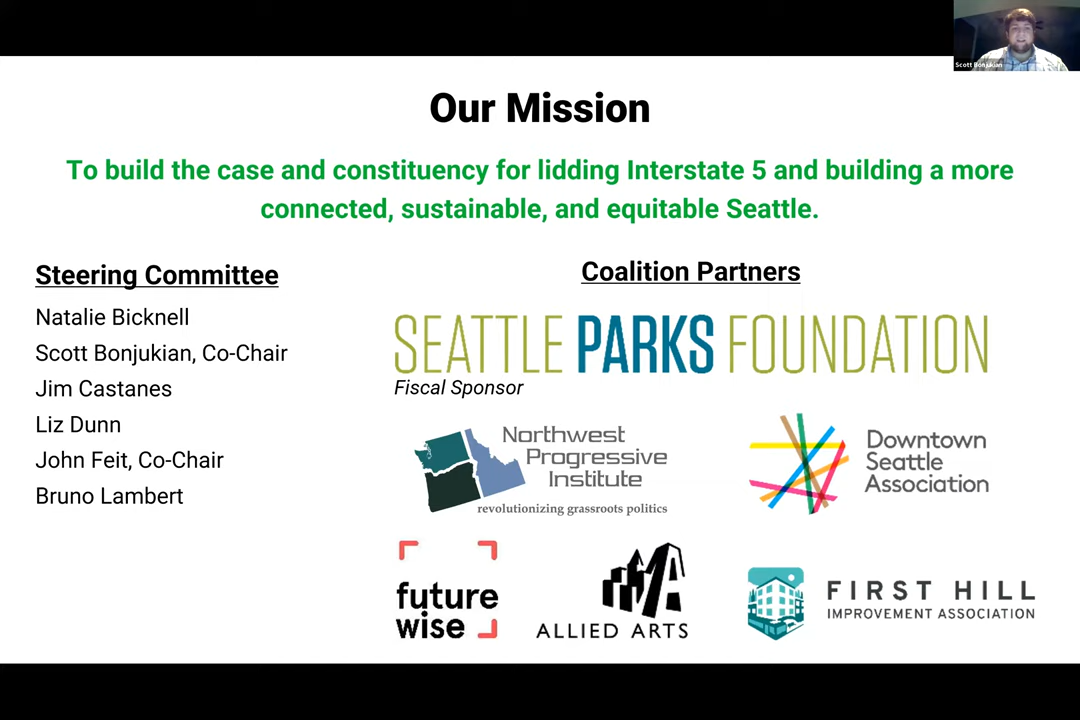 Scott Bonjukian
Our Mission
To build the case and constituency for lidding Interstate 5 and building a more
connected, sustainable, and equitable Seattle.
Steering Committee
Natalie Bicknell
Scott Bonjukian, Co-Chair
Jim Castanes
Liz Dunn
John Feit, Co-Chair
Bruno Lambert
Coalition Partners
SEATTLE PARKS FOUNDATION
Fiscal Sponsor
Northwest
Progressive
Institute
revolutionizing grassroots politics
Downtown
Seattle
Association
future
wise
ALLIED ARTS
FIRST HILL
IMPROVEMENT ASSOCIATION